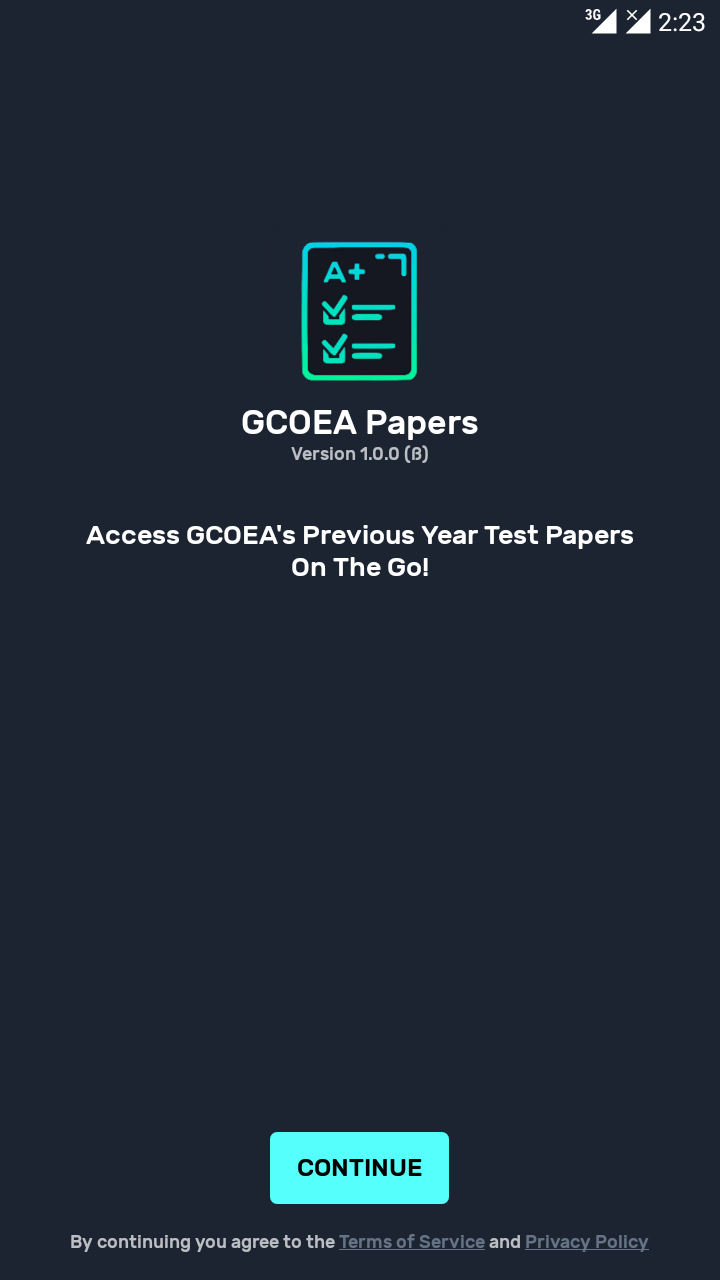 3G 2:23
A+
GCOEA Papers
Version 1.0.0 (ß)
Access GCOEA's Previous Year Test Papers
On The Go!
CONTINUE
By continuing you agree to the Terms of Service and Privacy Policy